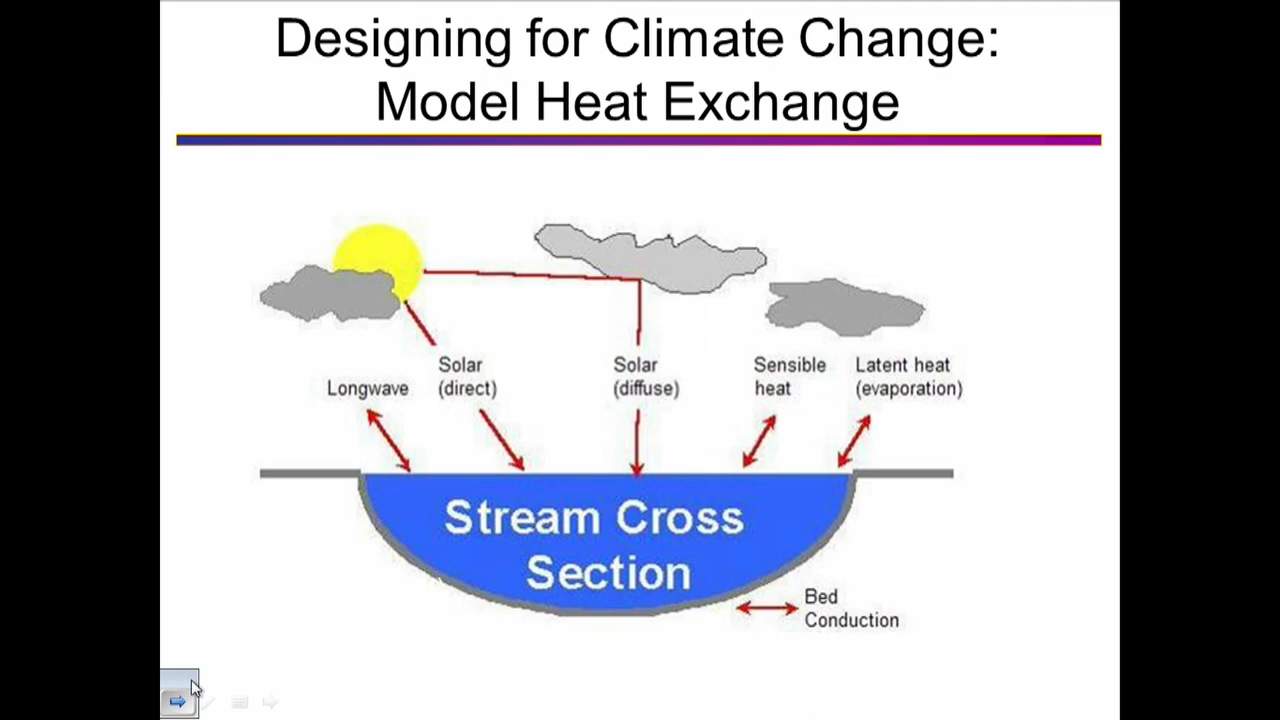 Designing for Climate Change:
Model Heat Exchange
Longwave
Solar
(direct)
Solar
(diffuse)
Sensible
heat
Latent heat
(evaporation)
Stream Cross
Section
Bed
Conduction